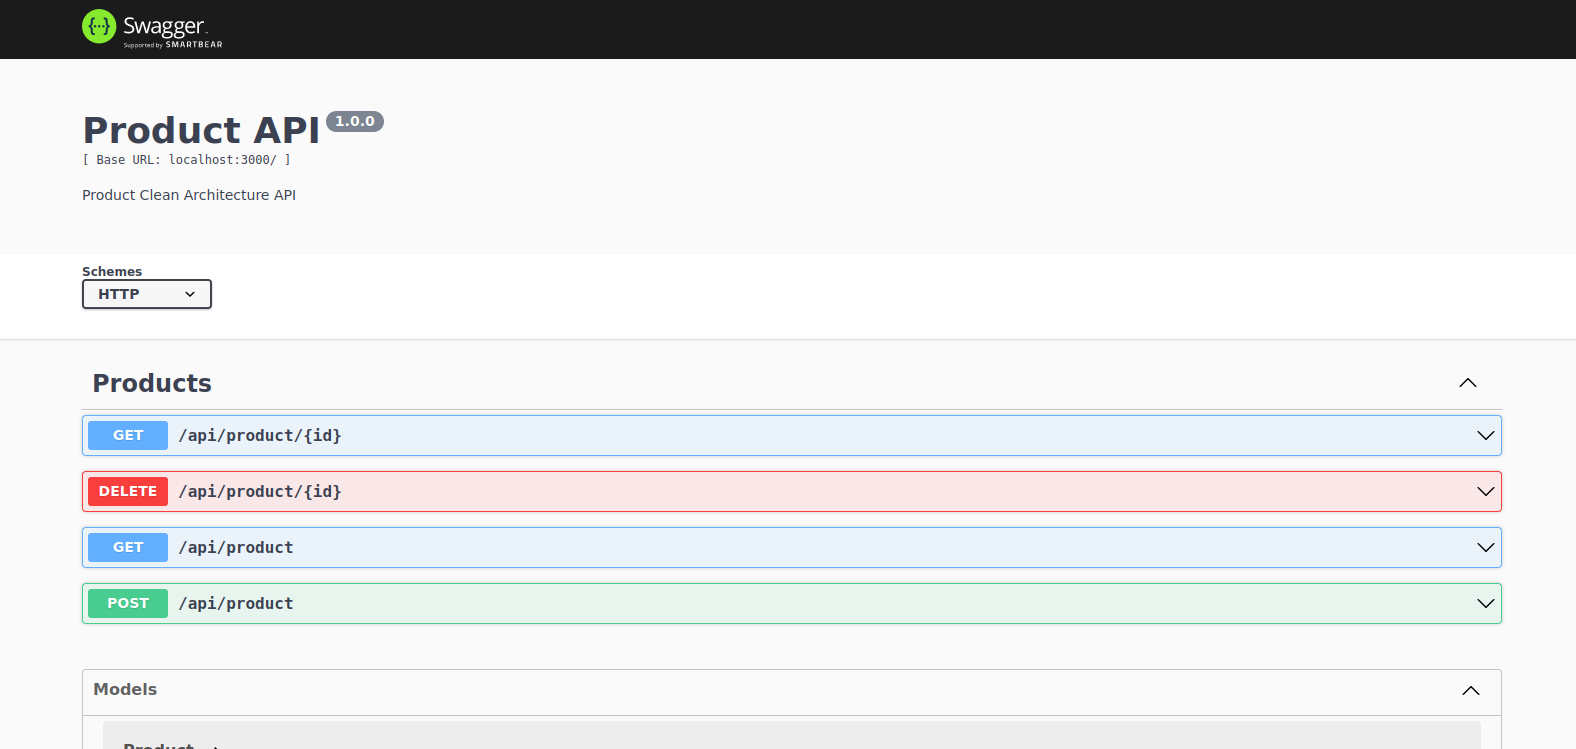 {···} Swagger
Supported by SMARTBEAR
Product API 1.0.0
[ Base URL: localhost:3000/ ]
Product Clean Architecture API
Schemes
HTTP
Products
GET /api/product/{id}
DELETE /api/product/{id}
GET /api/product
POST /api/product
Models
Product